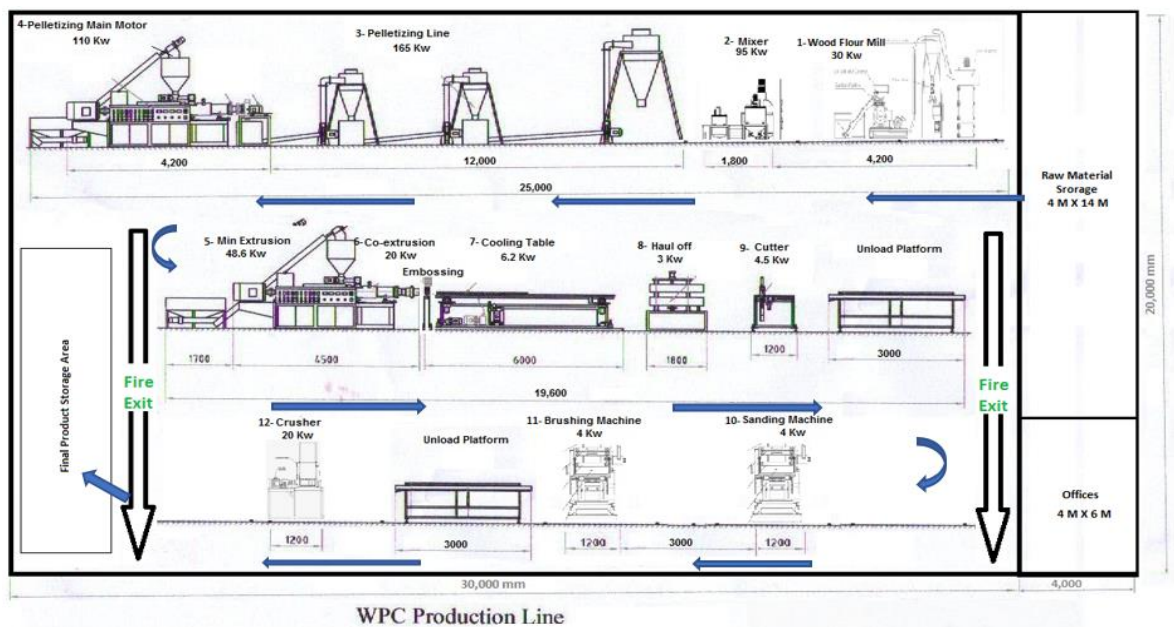 4-Pelletizing Main Motor
110 Kw
3- Pelletizing Line
165 Kw
2- Mixer
95 Kw
1- Wood Flour Mill
30 Kw
4,200
12,000
1,800
4,200
25,000
Raw Material
Srorage
4 M X 14 M
20,000 mm
5- Min Extrusion
48.6 Kw
6- Co-extrusion
20 Kw
Embossing
7- Cooling Table
6.2 Kw
8- Haul off
3 Kw
9- Cutter
4.5 Kw
Unload Platform
1700
4500
6000
1800
1200
3000
19,600
Fire
Exit
Fire
Exit
Final Product Storage Area
12- Crusher
20 Kw
Unload Platform
11- Brushing Machine
4 Kw
10- Sanding Machine
4 Kw
1200
3000
1200
3000
1200
Offices
4 M X 6 M
30,000 mm
4,000
WPC Production Line